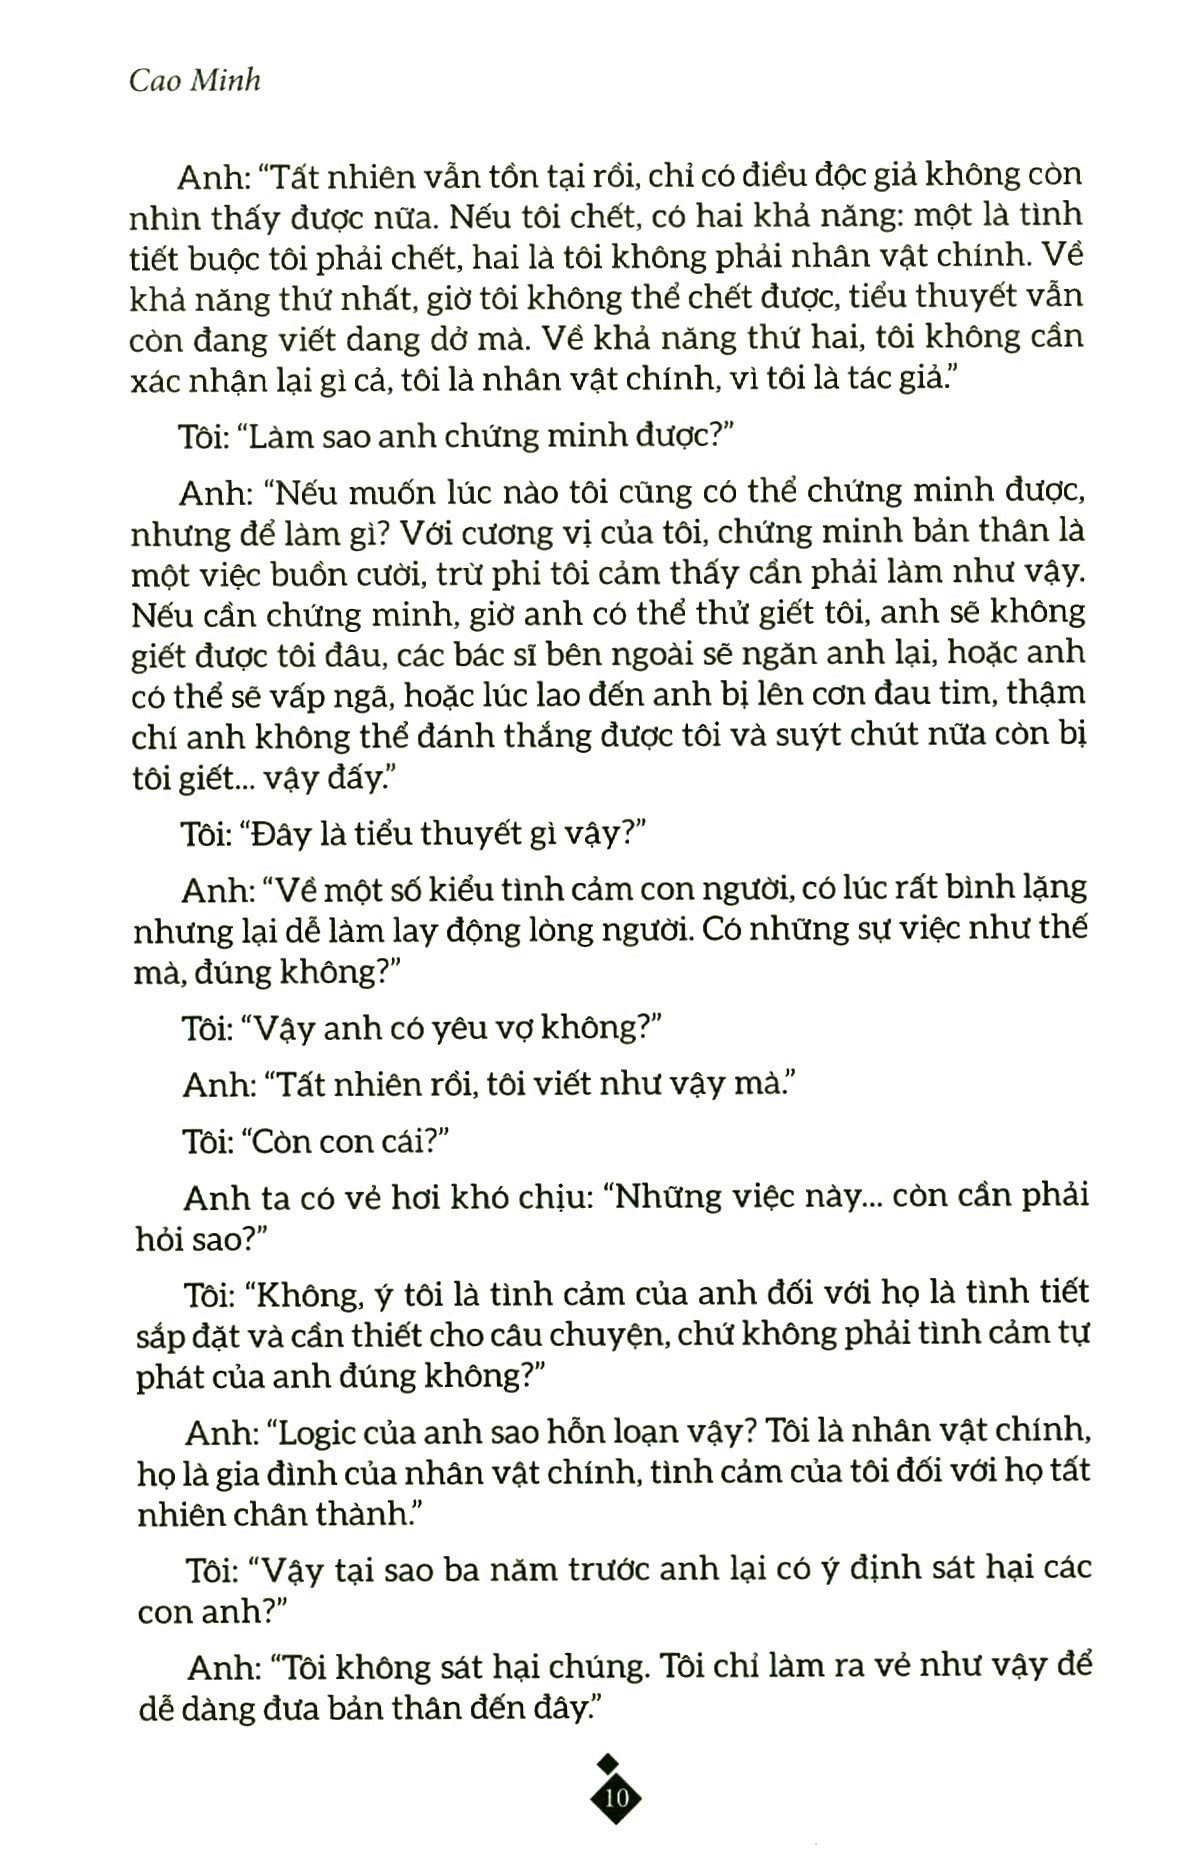 Cao Minh
Anh: “Tất nhiên vẫn tồn tại rồi, chỉ có điều độc giả không còn
nhìn thấy được nữa. Nếu tôi chết, có hai khả năng: một là tình
tiết buộc tôi phải chết, hai là tôi không phải nhân vật chính. Về
khả năng thứ nhất, giờ tôi không thể chết được, tiểu thuyết vẫn
còn đang viết dang dở mà. Về khả năng thứ hai, tôi không cần
xác nhận lại gì cả, tôi là nhân vật chính, vì tôi là tác giả.”
Tôi: “Làm sao anh chứng minh được?”
Anh: “Nếu muốn lúc nào tôi cũng có thể chứng minh được,
nhưng để làm gì? Với cương vị của tôi, chứng minh bản thân là
một việc buồn cười, trừ phi tôi cảm thấy cần phải làm như vậy.
Nếu cần chứng minh, giờ anh có thể thử giết tôi, anh sẽ không
giết được tôi đâu, các bác sĩ bên ngoài sẽ ngăn anh lại, hoặc anh
có thể sẽ vấp ngã, hoặc lúc lao đến anh bị lên cơn đau tim, thậm
chí anh không thể đánh thắng được tôi và suýt chút nữa còn bị
tôi giết... vậy đấy.”
Tôi: “Đây là tiểu thuyết gì vậy?”
Anh: “Về một số kiểu tình cảm con người, có lúc rất bình lặng
nhưng lại dễ làm lay động lòng người. Có những sự việc như thế
mà, đúng không?”
Tôi: “Vậy anh có yêu vợ không?”
Anh: “Tất nhiên rồi, tôi viết như vậy mà.”
Tôi: “Còn con cái?”
Anh ta có vẻ hơi khó chịu: “Những việc này... còn cần phải
hỏi sao?”
Tôi: “Không, ý tôi là tình cảm của anh đối với họ là tình tiết
sắp đặt và cần thiết cho câu chuyện, chứ không phải tình cảm tự
phát của anh đúng không?”
Anh: “Logic của anh sao hỗn loạn vậy? Tôi là nhân vật chính,
họ là gia đình của nhân vật chính, tình cảm của tôi đối với họ tất
nhiên chân thành.”
Tôi: “Vậy tại sao ba năm trước anh lại có ý định sát hại các
con anh?”
Anh: “Tôi không sát hại chúng. Tôi chỉ làm ra vẻ như vậy để
dễ dàng đưa bản thân đến đây.”
10